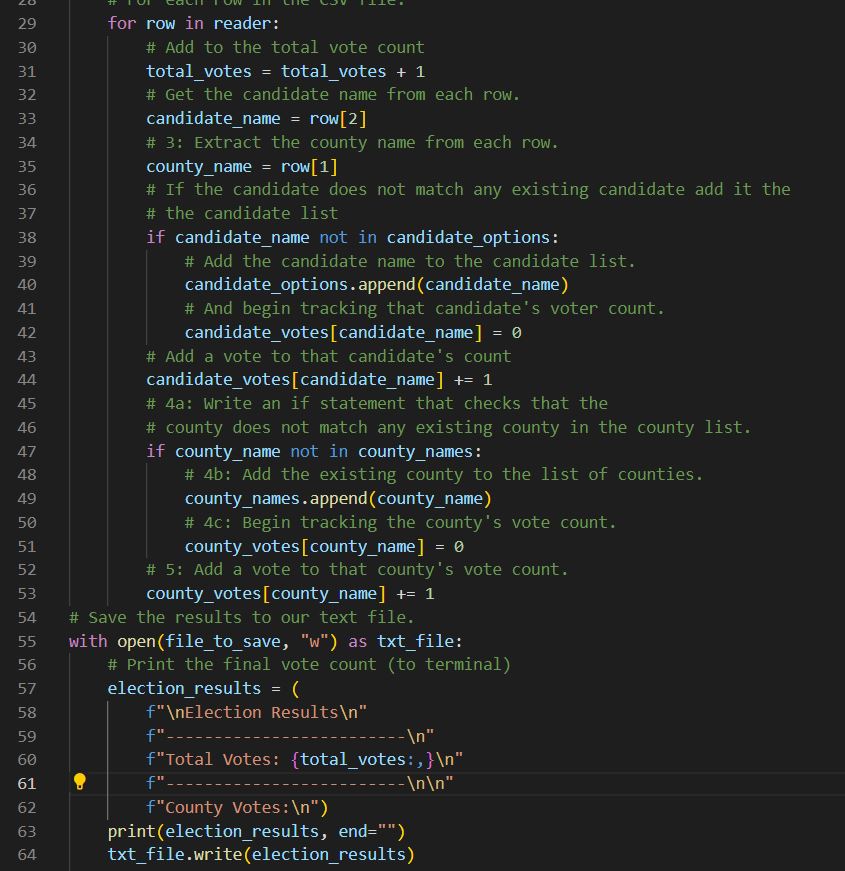 28 # For each row in the CSV file.
29 for row in reader:
30 # Add to the total vote count
31 total_votes = total_votes + 1
32 # Get the candidate name from each row.
33 candidate_name = row[2]
34 # 3: Extract the county name from each row.
35 county_name = row[1]
36 # If the candidate does not match any existing candidate add it the
37 # the candidate list
38 if candidate_name not in candidate_options:
39 # Add the candidate name to the candidate list.
40 candidate_options.append(candidate_name)
41 # And begin tracking that candidate's voter count.
42 candidate_votes[candidate_name] = 0
43 # Add a vote to that candidate's count
44 candidate_votes[candidate_name] += 1
45 # 4a: Write an if statement that checks that the
46 # county does not match any existing county in the county list.
47 if county_name not in county_names:
48 # 4b: Add the existing county to the list of counties.
49 county_names.append(county_name)
50 # 4c: Begin tracking the county's vote count.
51 county_votes[county_name] = 0
52 # 5: Add a vote to that county's vote count.
53 county_votes[county_name] += 1
54 # Save the results to our text file.
55 with open(file_to_save, "w") as txt_file:
56 # Print the final vote count (to terminal)
57 election_results = (
58 f"\nElection Results\n"
59 f"-------------------------\n"
60 f"Total Votes: {total_votes:,}\n"
61 f"-------------------------\n\n"
62 f"County Votes:\n")
63 print(election_results, end="")
64 txt_file.write(election_results)